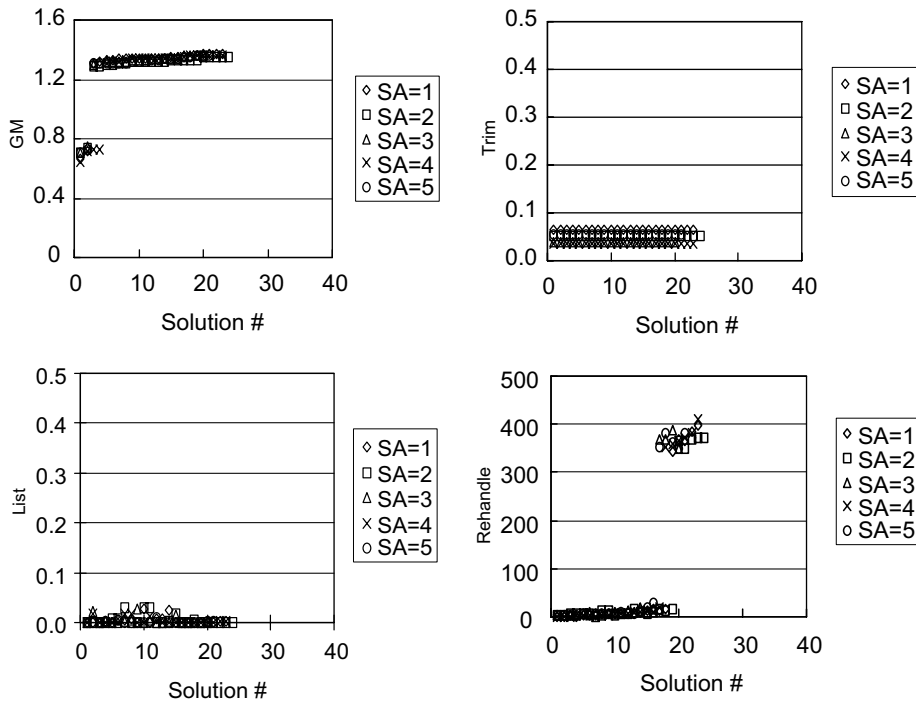 1.6
1.2
0.8
0.4
0
GM
0
10
20
30
40
Solution #
SA=1
SA=2
SA=3
SA=4
SA=5
0.5
0.4
0.3
0.2
0.1
0.0
Trim
0
10
20
30
40
Solution #
SA=1
SA=2
SA=3
SA=4
SA=5
0.5
0.4
0.3
0.2
0.1
0.0
List
0
10
20
30
40
Solution #
SA=1
SA=2
SA=3
SA=4
SA=5
500
400
300
200
100
0
Rehandle
0
10
20
30
40
Solution #
SA=1
SA=2
SA=3
SA=4
SA=5